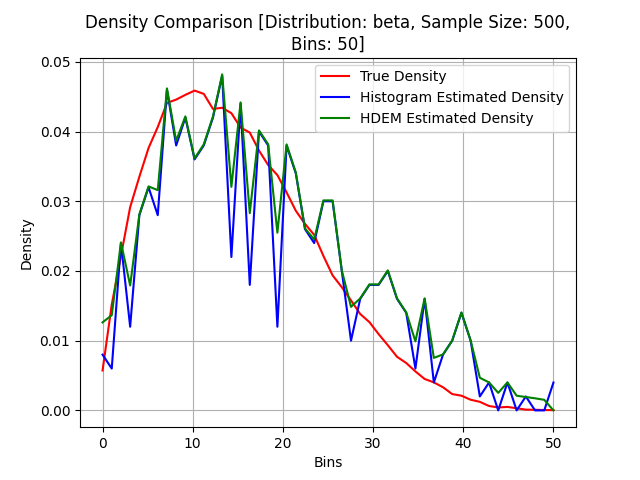 Density Comparison [Distribution: beta, Sample Size: 500,
Bins: 50]
True Density
Histogram Estimated Density
HDEM Estimated Density
Density
0.05
0.04
0.03
0.02
0.01
0.00
0
10
20
30
40
50
Bins